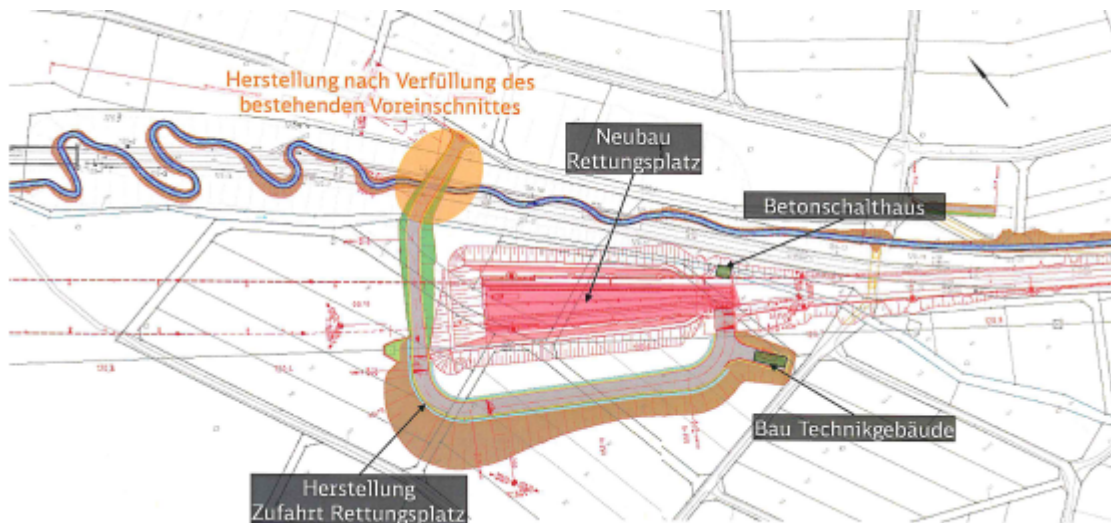 Herstellung nach Verfüllung des
bestehenden Voreinschnittes
Neubau
Rettungsplatz
Betonschalthaus
Bau Technikgebäude
Herstellung
Zufahrt Rettungsplatz